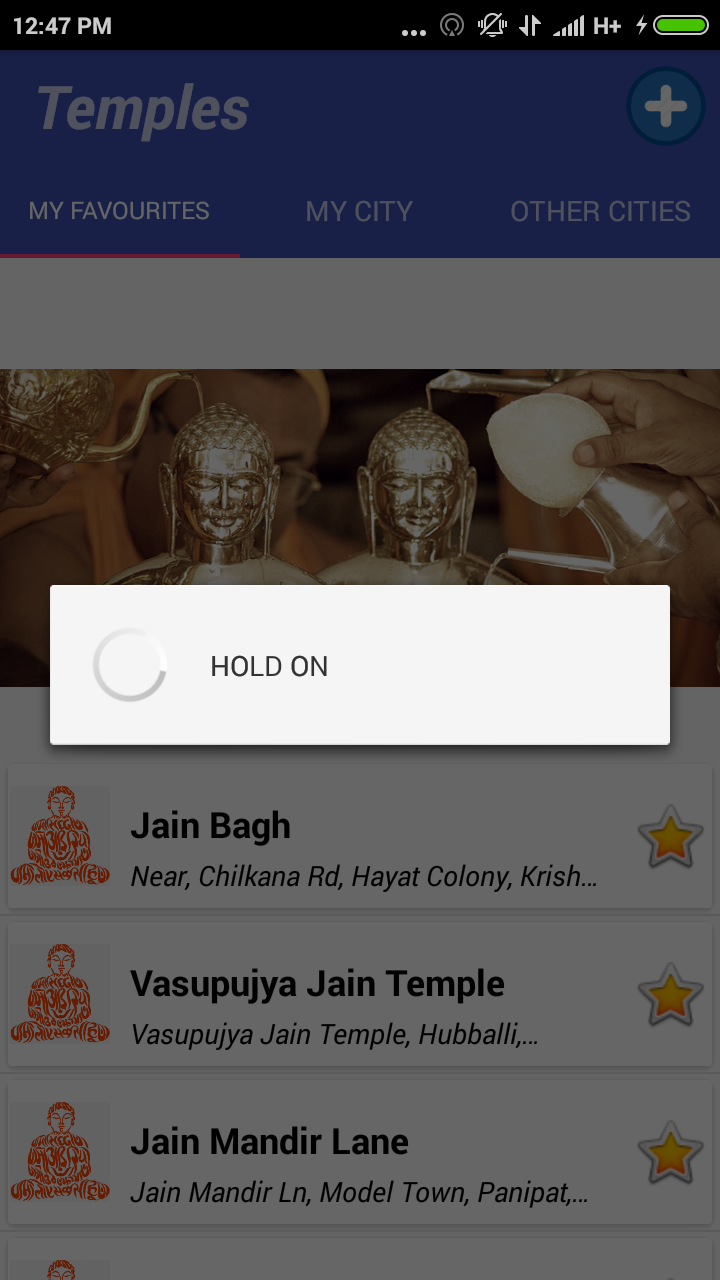 12:47 PM
H+
Temples
MY FAVOURITES
MY CITY
OTHER CITIES
HOLD ON
Jain Bagh
Near, Chilkana Rd, Hayat Colony, Krish...
Vasupujya Jain Temple
Vasupujya Jain Temple, Hubballi,...
Jain Mandir Lane
Jain Mandir Ln, Model Town, Panipat,...